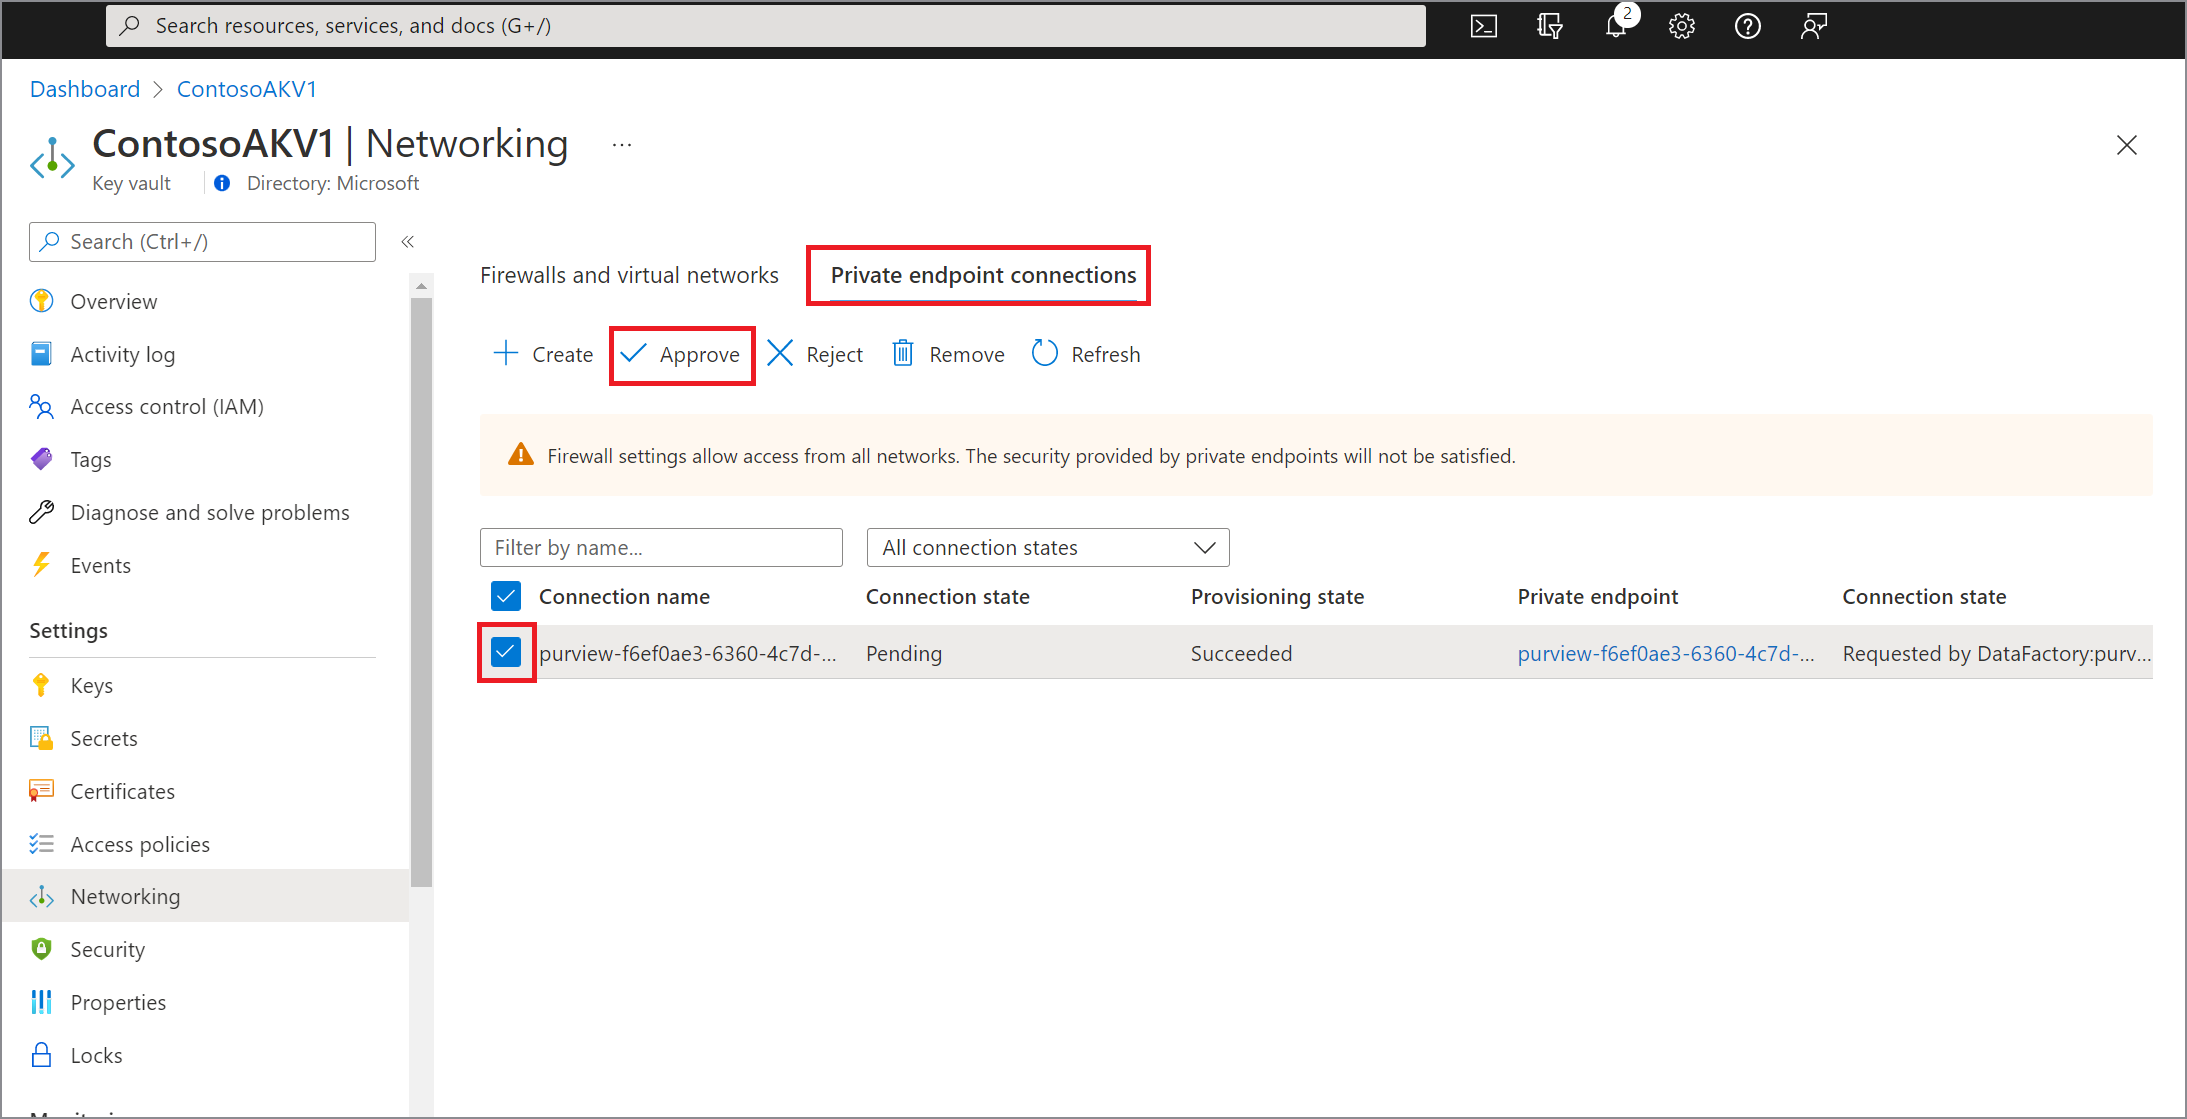 Search resources, services, and docs (G+/)
2
Dashboard > ContosoAKV1
ContosoAKV1 | Networking ...
Key vault
Directory: Microsoft
Search (Ctrl+/)
«
Overview
Activity log
Access control (IAM)
Tags
Diagnose and solve problems
Events
Settings
Keys
Secrets
Certificates
Access policies
Networking
Security
Properties
Locks
Firewalls and virtual networks
Private endpoint connections
Create
Approve
Reject
Remove
Refresh
Firewall settings allow access from all networks. The security provided by private endpoints will not be satisfied.
Filter by name...
All connection states
Connection name Connection state Provisioning state Private endpoint Connection state
purview-f6ef0ae3-6360-4c7d-... Pending Succeeded purview-f6ef0ae3-6360-4c7d-... Requested by DataFactory:purv...